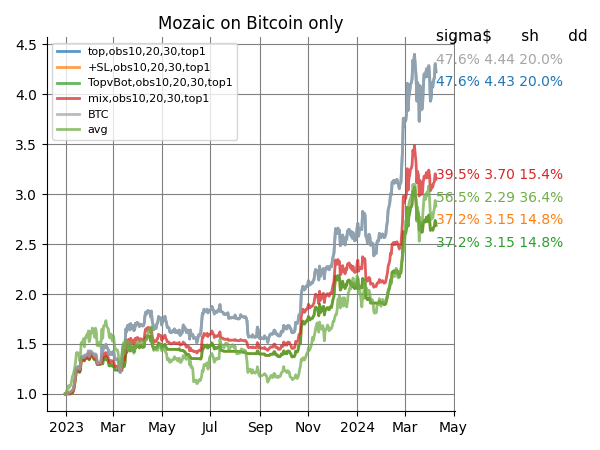 Mozaic on Bitcoin only
sigma$ sh dd
top,obs10,20,30,top1
+SL,obs10,20,30,top1
TopvBot,obs10,20,30,top1
mix,obs10,20,30,top1
BTC
avg
47.6% 4.44 20.0%
47.6% 4.43 20.0%
39.5% 3.70 15.4%
56.5% 2.29 36.4%
37.2% 3.15 14.8%
37.2% 3.15 14.8%
4.5
4.0
3.5
3.0
2.5
2.0
1.5
1.0
2023 Mar May Jul Sep Nov 2024 Mar May